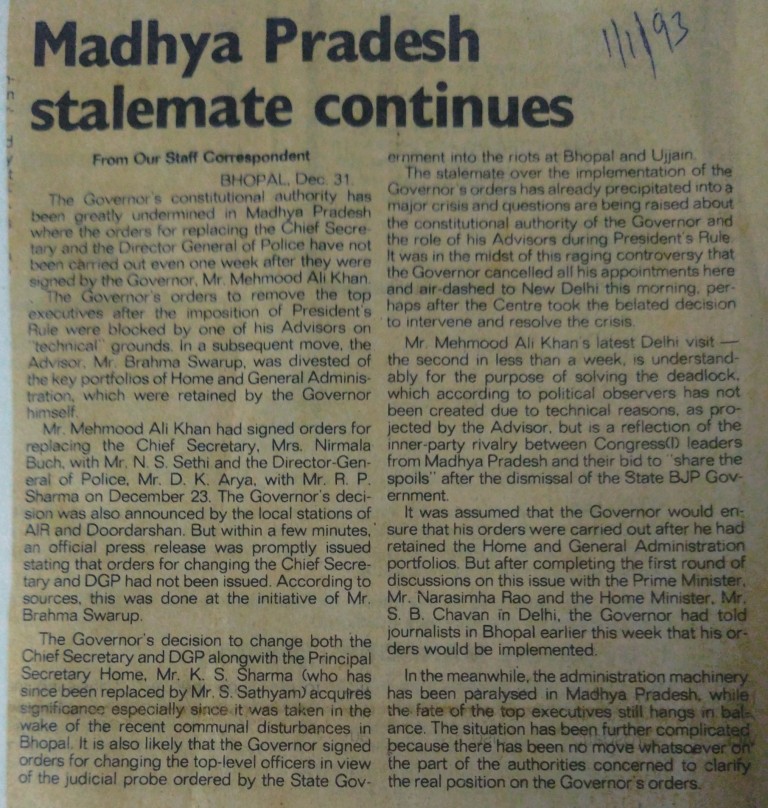 Madhya Pradesh
stalemate continues
1/1/93
From Our Staff Correspondent
BHOPAL, Dec. 31.
The Governor's constitutional authority has
been greatly undermined in Madhya Pradesh
where the orders for replacing the Chief Secre-
tary and the Director General of Police have not
been carried out even one week after they were
signed by the Governor, Mr. Mehmood Ali Khan.
The Governor's orders to remove the top
executives after the imposition of President's
Rule were blocked by one of his Advisors on
"technical" grounds. In a subsequent move, the
Advisor, Mr. Brahma Swarup, was divested of
the key portfolios of Home and General Adminis-
tration, which were retained by the Governor
himself.
Mr. Mehmood Ali Khan had signed orders for
replacing the Chief Secretary, Mrs. Nirmala
Buch, with Mr. N. S. Sethi and the Director-Gen-
eral of Police, Mr. D. K. Arya, with Mr. R. P.
Sharma on December 23. The Governor's deci-
sion was also announced by the local stations of
AIR and Doordarshan. But within a few minutes,
an official press release was promptly issued
stating that orders for changing the Chief Secre-
tary and DGP had not been issued. According to
sources, this was done at the initiative of Mr.
Brahma Swarup.
The Governor's decision to change both the
Chief Secretary and DGP alongwith the Principal
Secretary Home, Mr. K. S. Sharma (who has
since been replaced by Mr. S. Sathyam) acquires
significance especially since it was taken in the
wake of the recent communal disturbances in
Bhopal. It is also likely that the Governor signed
orders for changing the top-level officers in view
of the judicial probe ordered by the State Gov-
ernment into the riots at Bhopal and Ujjain.
The stalemate over the implementation of the
Governor's orders has already precipitated into a
major crisis and questions are being raised about
the constitutional authority of the Governor and
the role of his Advisors during President's Rule.
It was in the midst of this raging controversy that
the Governor cancelled all his appointments here
and air-dashed to New Delhi this morning, per-
haps after the Centre took the belated decision
to intervene and resolve the crisis.
Mr. Mehmood Ali Khan's latest Delhi visit —
the second in less than a week, is understand-
ably for the purpose of solving the deadlock,
which according to political observers has not
been created due to technical reasons, as pro-
jected by the Advisor, but is a reflection of the
inner-party rivalry between Congress(I) leaders
from Madhya Pradesh and their bid to "share the
spoils" after the dismissal of the State BJP Gov-
ernment.
It was assumed that the Governor would en-
sure that his orders were carried out after he had
retained the Home and General Administration
portfolios. But after completing the first round of
discussions on this issue with the Prime Minister,
Mr. Narasimha Rao and the Home Minister, Mr.
S. B. Chavan in Delhi, the Governor had told
journalists in Bhopal earlier this week that his or-
ders would be implemented.
In the meanwhile, the administration machinery
has been paralysed in Madhya Pradesh, while
the fate of the top executives still hangs in bal-
ance. The situation has been further complicated
because there has been no move whatsoever on
the part of the authorities concerned to clarify
the real position on the Governor's orders.